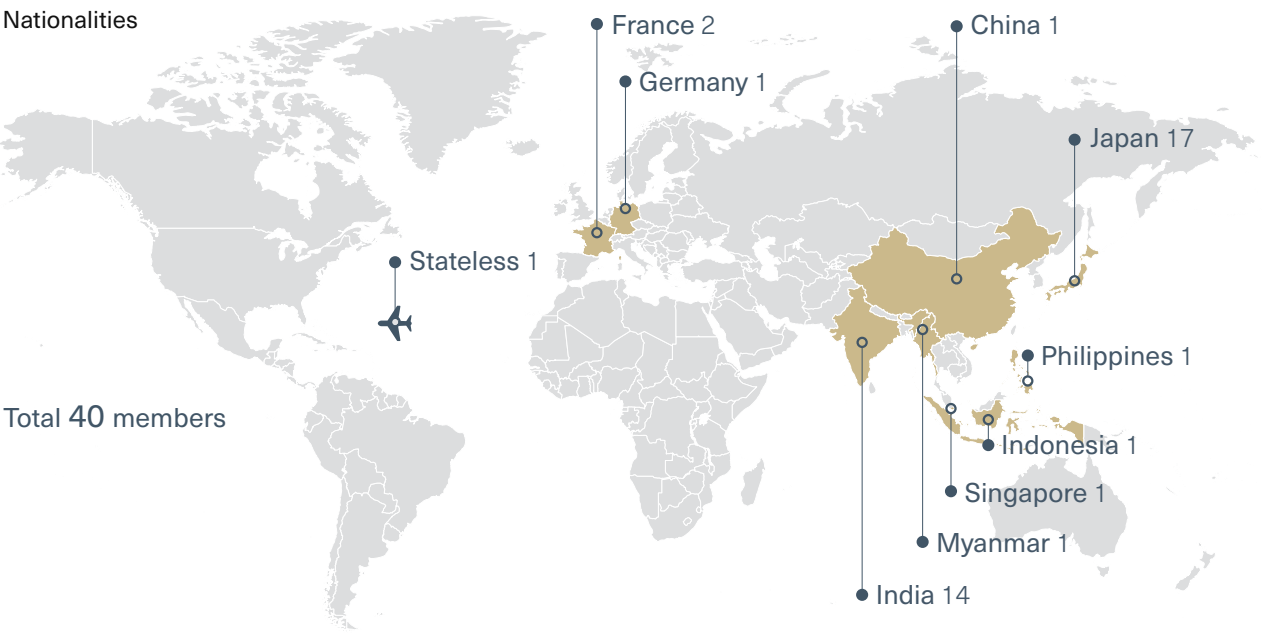 Nationalities
France 2
China 1
Germany 1
Japan 17
Stateless 1
Philippines 1
Total 40 members
Indonesia 1
Singapore 1
Myanmar 1
India 14